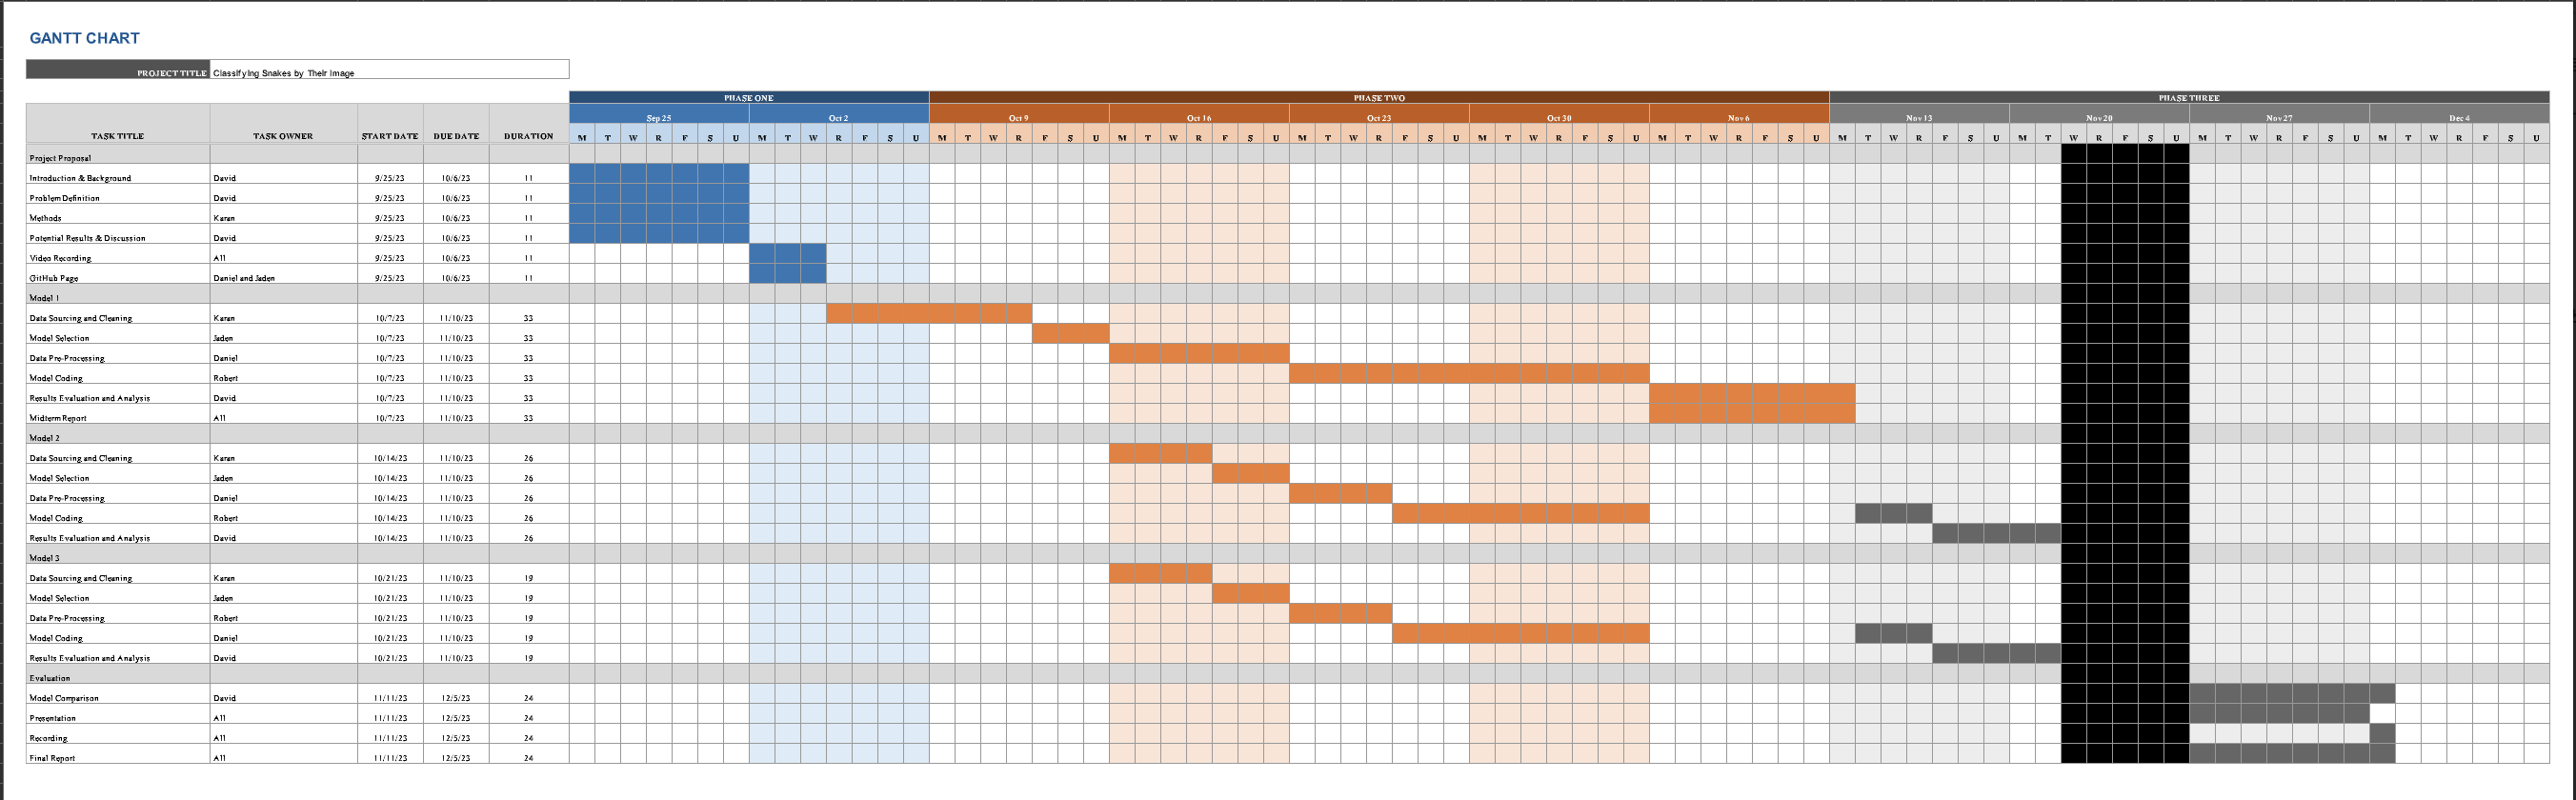 GANTT CHART
PROJECT TITLE Classifying Snakes by Their Image
PHASE ONE PHASE TWO PHASE THREE
Sep 25 Oct 2 Oct 9 Oct 16 Oct 23 Oct 30 Nov 6 Nov 13 Nov 20 Nov 27 Dec 4
TASK TITLE TASK OWNER START DATE DUE DATE DURATION M T W R F S U M T W R F S U M T W R F S U M T W R F S U M T W R F S U M T W R F S U M T W R F S U M T W R F S U M T W R F S U M T W R F S U M T W R F S U
Project Proposal
Introduction & Background David 9/25/23 10/6/23 11
Problem Definition David 9/25/23 10/6/23 11
Methods Karan 9/25/23 10/6/23 11
Potential Results & Discussion David 9/25/23 10/6/23 11
Video Recording All 9/25/23 10/6/23 11
GitHub Page Daniel and Jaden 9/25/23 10/6/23 11
Model 1
Data Sourcing and Cleaning Karan 10/7/23 11/10/23 33
Model Selection Jaden 10/7/23 11/10/23 33
Data Pre-Processing Daniel 10/7/23 11/10/23 33
Model Coding Robert 10/7/23 11/10/23 33
Results Evaluation and Analysis David 10/7/23 11/10/23 33
Midterm Report All 10/7/23 11/10/23 33
Model 2
Data Sourcing and Cleaning Karan 10/14/23 11/10/23 26
Model Selection Jaden 10/14/23 11/10/23 26
Data Pre-Processing Daniel 10/14/23 11/10/23 26
Model Coding Robert 10/14/23 11/10/23 26
Results Evaluation and Analysis David 10/14/23 11/10/23 26
Model 3
Data Sourcing and Cleaning Karan 10/21/23 11/10/23 19
Model Selection Jaden 10/21/23 11/10/23 19
Data Pre-Processing Robert 10/21/23 11/10/23 19
Model Coding Daniel 10/21/23 11/10/23 19
Results Evaluation and Analysis David 10/21/23 11/10/23 19
Evaluation
Model Comparison David 11/11/23 12/5/23 24
Presentation All 11/11/23 12/5/23 24
Recording All 11/11/23 12/5/23 24
Final Report All 11/11/23 12/5/23 24